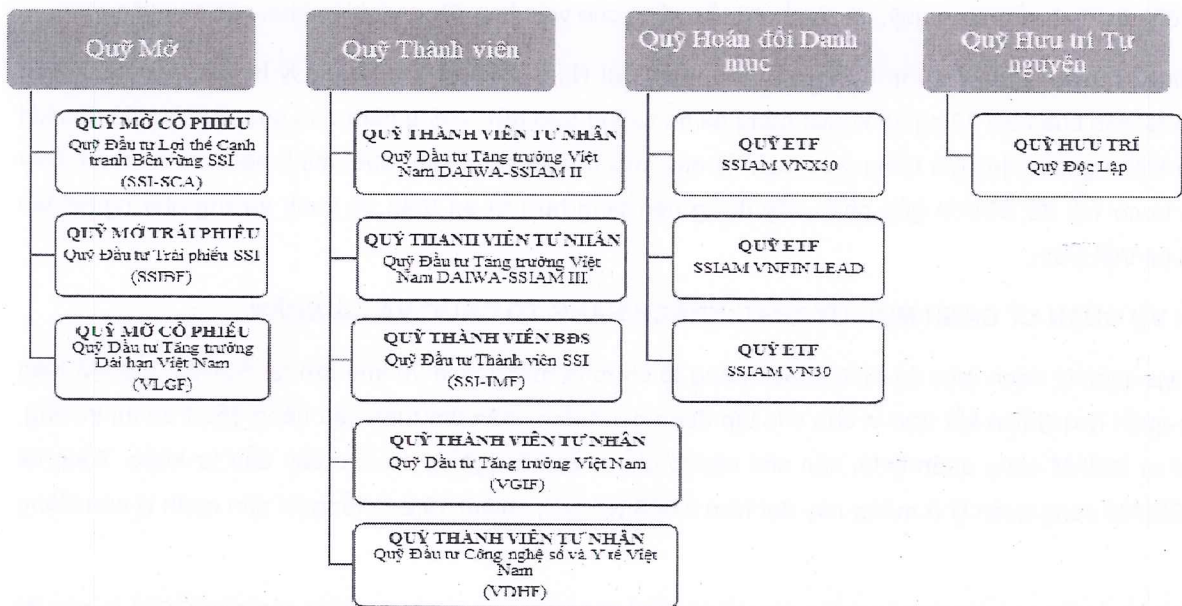 Quỹ Mở
QUỸ MỞ CỔ PHIẾU
Quỹ Đầu tư Lợi thế Cạnh
tranh Bền vững SSI
(SSI-SCA)
QUỸ MỞ TRÁI PHIẾU
Quỹ Đầu tư Trái phiếu SSI
(SSIBF)
QUỸ MỞ CỔ PHIẾU
Quỹ Đầu tư Tăng trưởng
Dài hạn Việt Nam
(VLGF)
Quỹ Thành viên
QUỸ THÀNH VIÊN TƯ NHÂN
Quỹ Đầu tư Tăng trưởng Việt
Nam DAIWA-SSIAM II
QUỸ THÀNH VIÊN TƯ NHÂN
Quỹ Đầu tư Tăng trưởng Việt
Nam DAIWA-SSIAM III
QUỸ THÀNH VIÊN BĐS
Quỹ Đầu tư Thành viên SSI
(SSI-IMF)
QUỸ THÀNH VIÊN TƯ NHÂN
Quỹ Đầu tư Tăng trưởng Việt Nam
(VGIF)
QUỸ THÀNH VIÊN TƯ NHÂN
Quỹ Đầu tư Công nghệ số và Y tế Việt
Nam
(VDHF)
Quỹ Hoán đổi Danh
mục
QUỸ ETF
SSIAM VNX50
QUỸ ETF
SSIAM VNFIN LEAD
QUỸ ETF
SSIAM VN30
Quỹ Hưu trí Tự
nguyện
QUỸ HƯU TRÍ
Quỹ Độc Lập